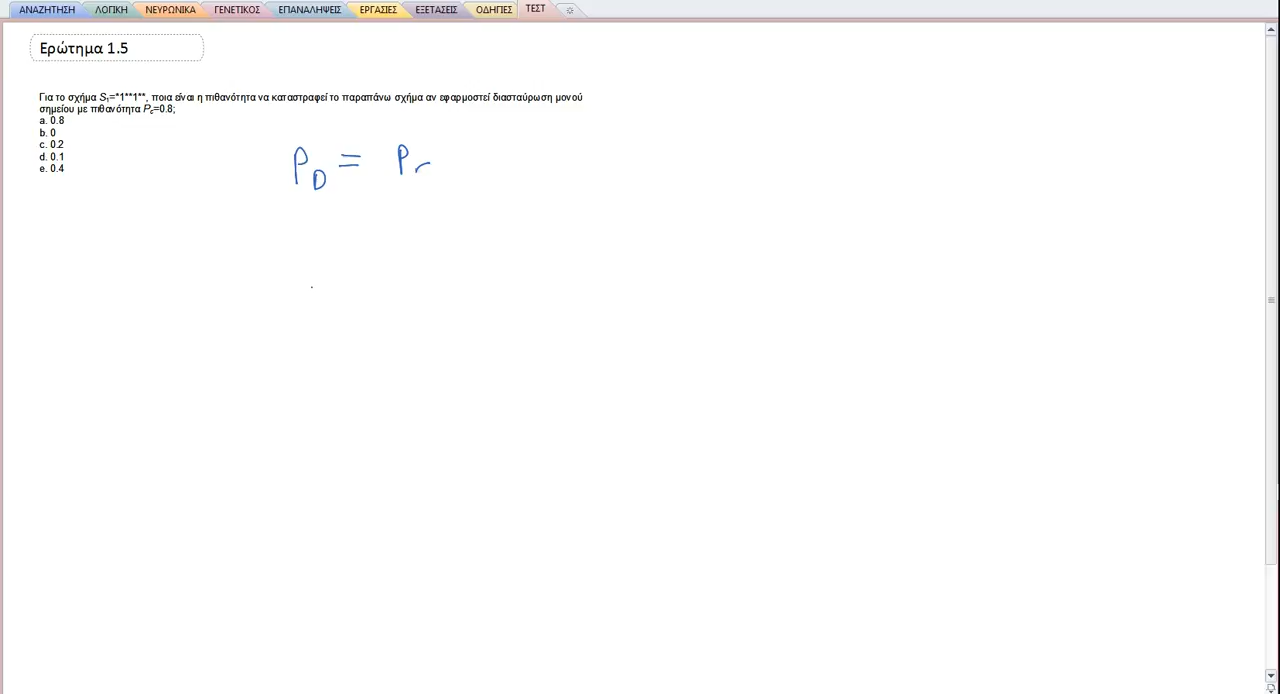 ΑΝΑΖΗΤΗΣΗ ΛΟΓΙΚΗ ΝΕΥΡΩΝΙΚΑ ΓΕΝΕΤΙΚΟΣ ΕΠΑΝΑΛΗΨΕΙΣ ΕΡΓΑΣΙΕΣ ΕΞΕΤΑΣΕΙΣ ΟΔΗΓΙΕΣ ΤΕΣΤ
Ερώτημα 1.5
Για το σχήμα S1=*1**1**, ποια είναι η πιθανότητα να καταστραφεί το παραπάνω σχήμα αν εφαρμοστεί διασταύρωση μονού
σημείου με πιθανότητα Pc=0.8;
a. 0.8
b. 0
c. 0.2
d. 0.1
e. 0.4
PD = Pc